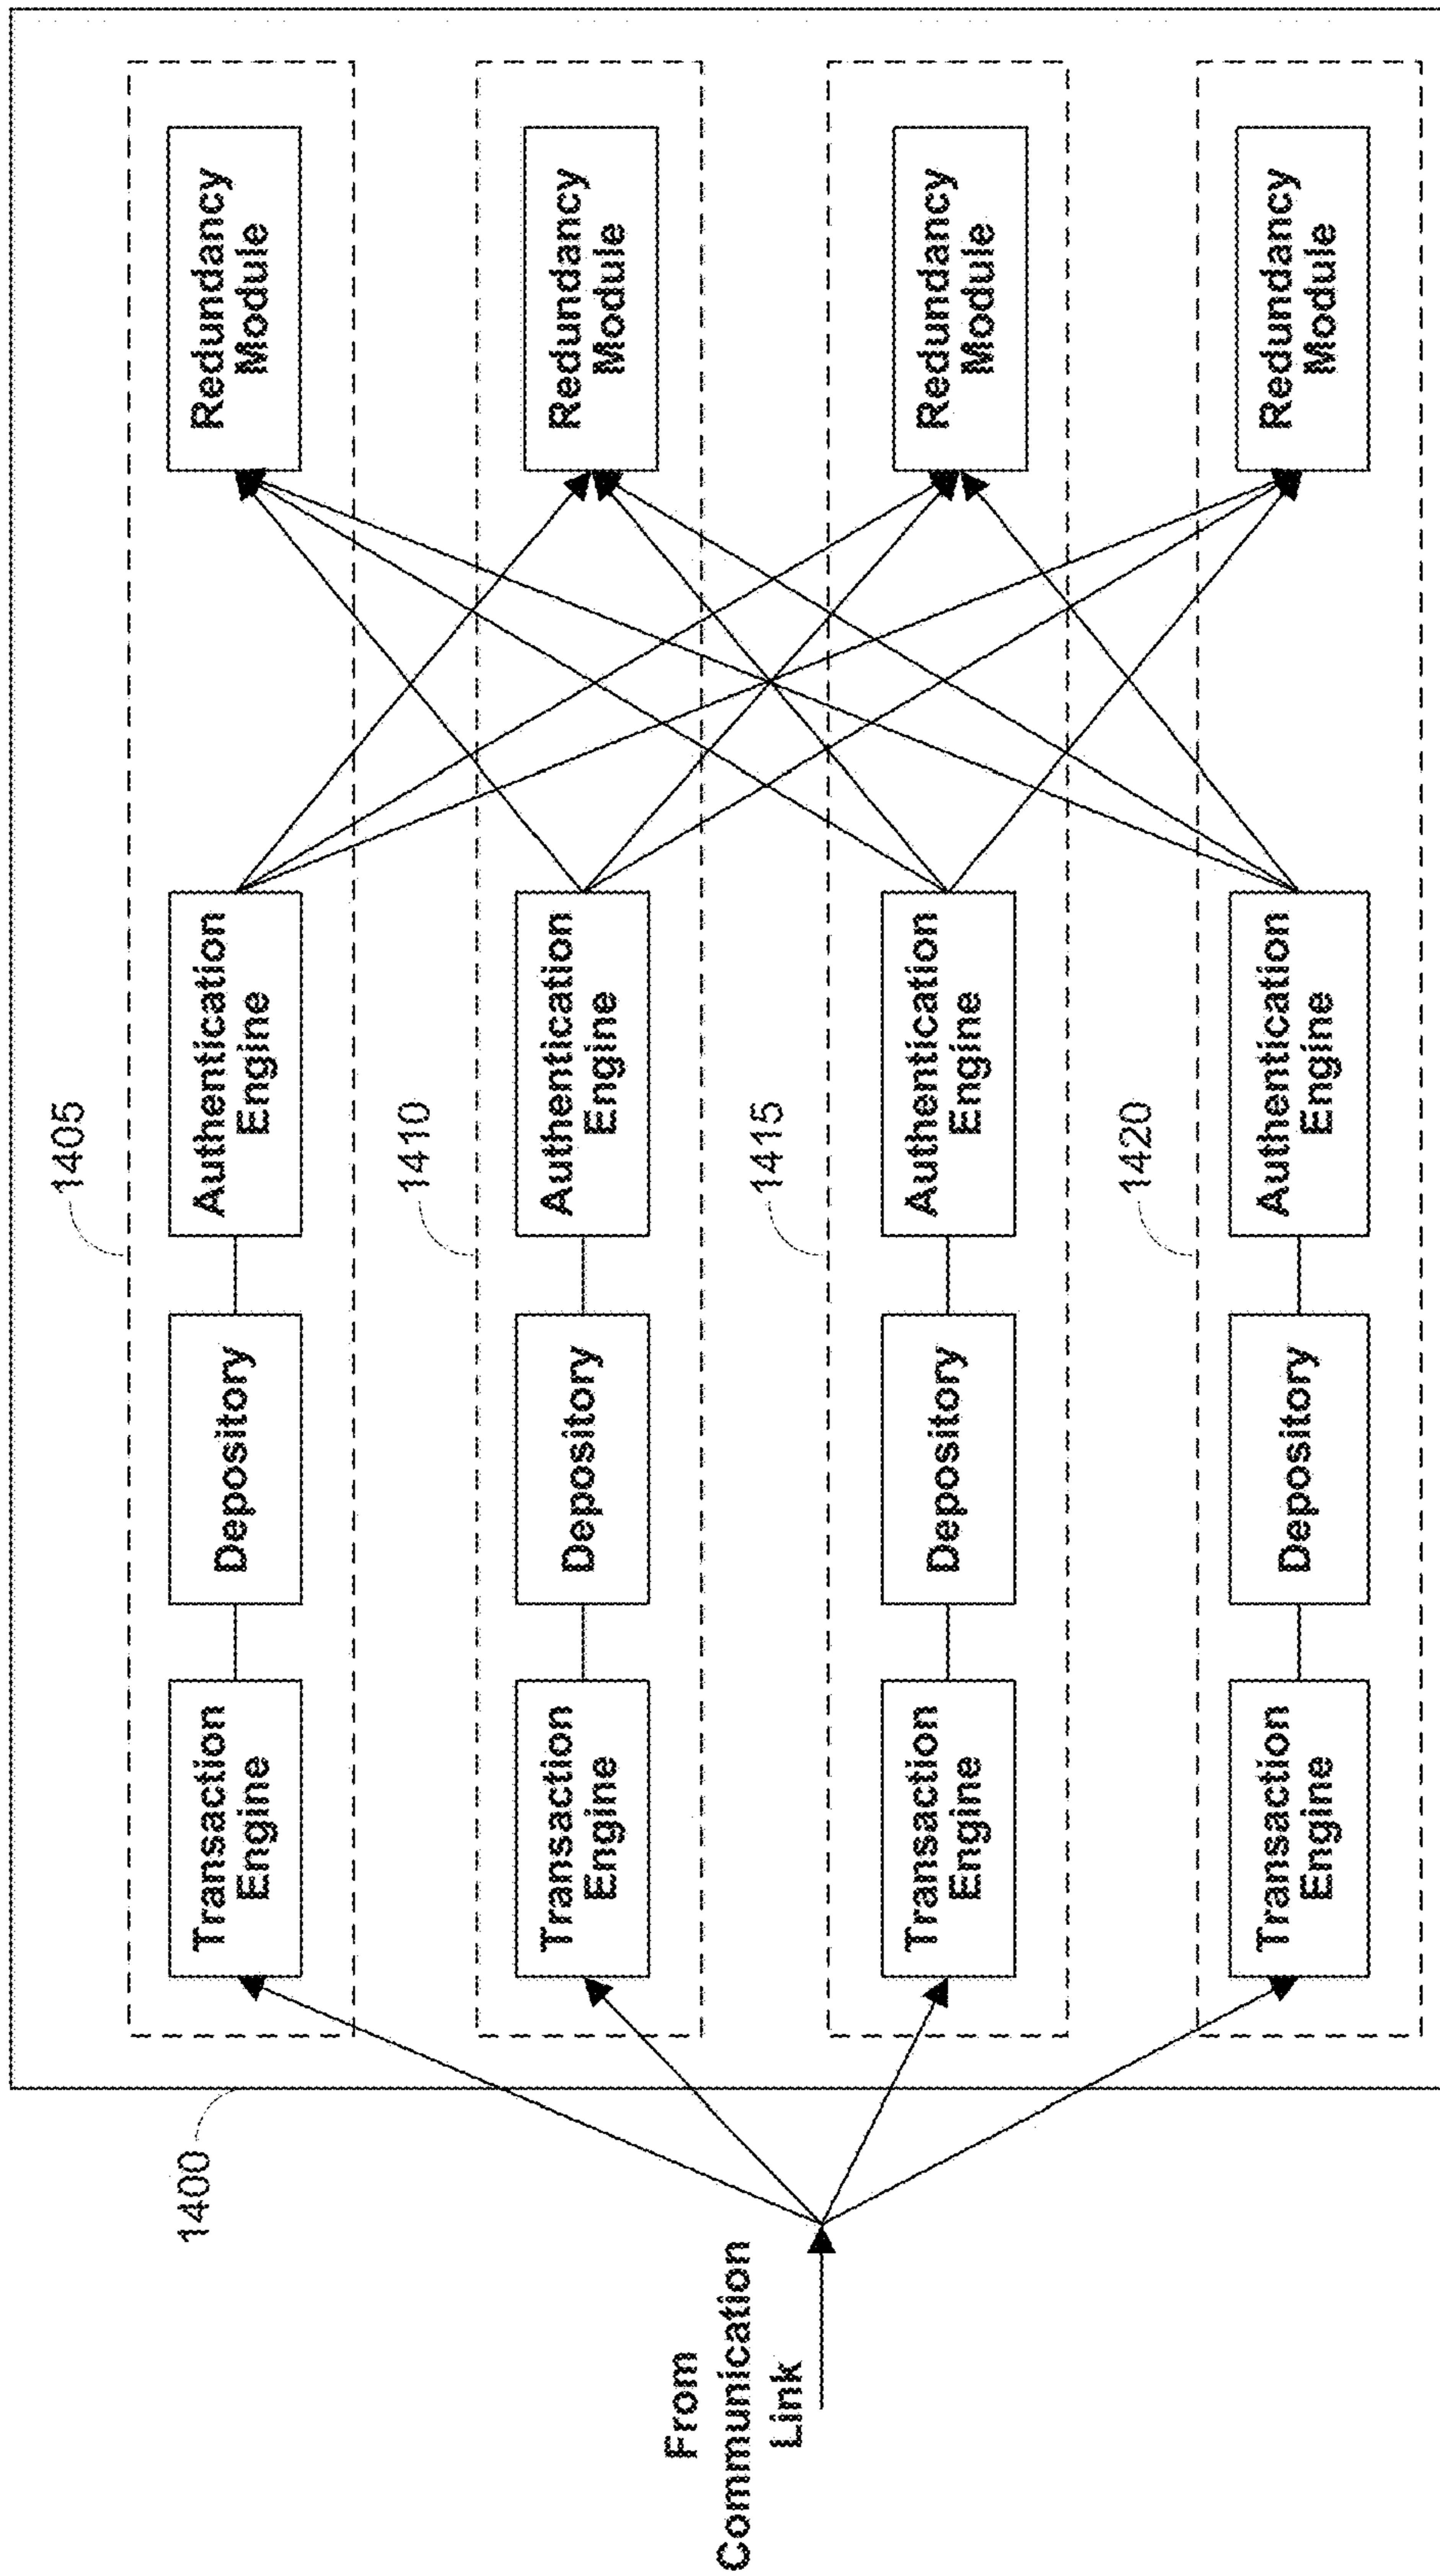 1400
From
Communication
Link
1405
Transaction
Engine
Depository
Authentication
Engine
Redundancy
Module
1410
Transaction
Engine
Depository
Authentication
Engine
Redundancy
Module
1415
Transaction
Engine
Depository
Authentication
Engine
Redundancy
Module
1420
Transaction
Engine
Depository
Authentication
Engine
Redundancy
Module